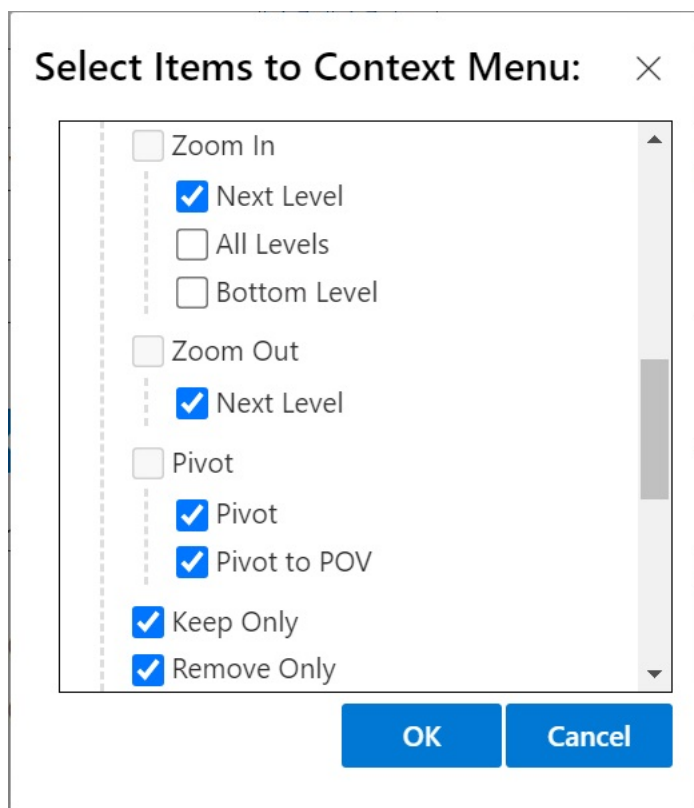 Select Items to Context Menu:
Zoom In
Next Level
All Levels
Bottom Level
Zoom Out
Next Level
Pivot
Pivot
Pivot to POV
Keep Only
Remove Only
OK Cancel